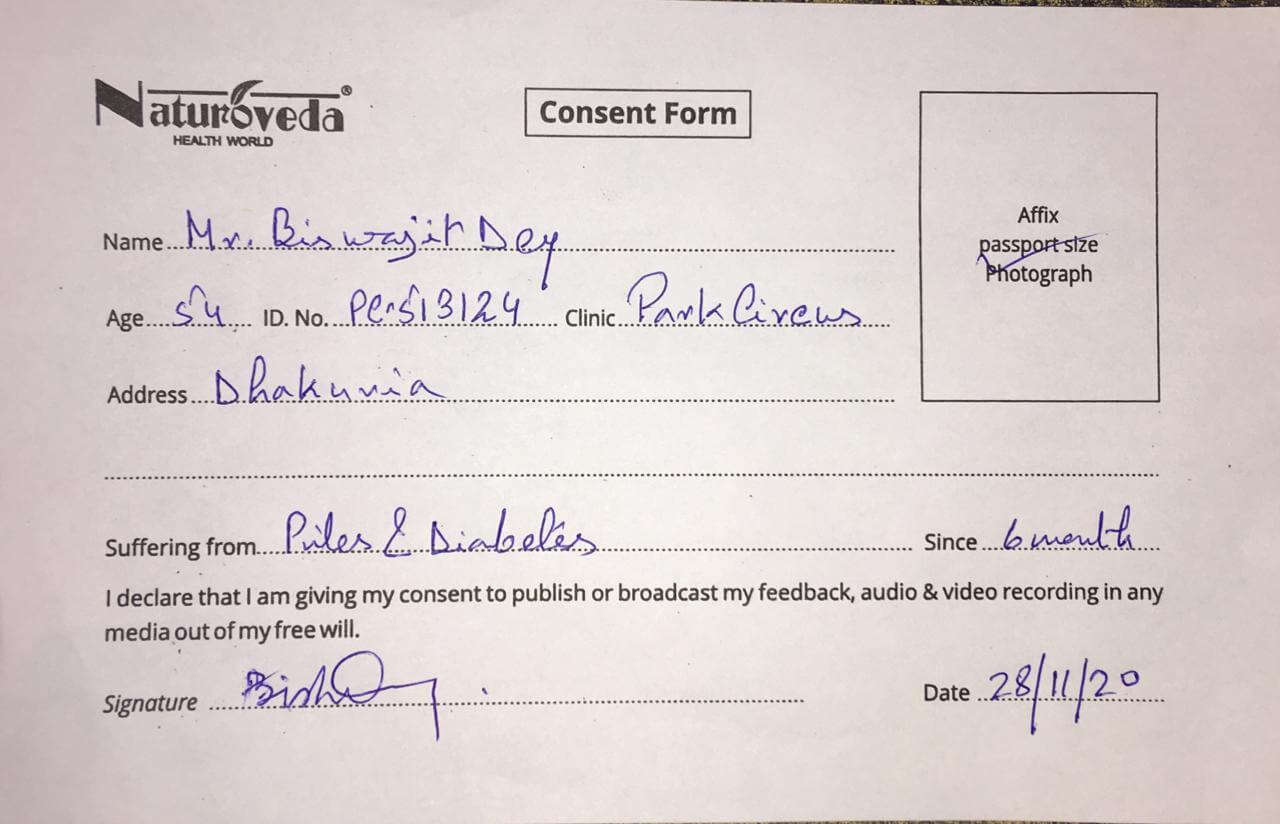 Naturoveda®
HEALTH WORLD
Consent Form
Affix
passport size
Photograph
Name Mr. Biswajit Dey
Age 54 ID. No. PC-513124 Clinic Park Circus
Address Dhakuria
Suffering from Piles & Diabetes Since 6 month
I declare that I am giving my consent to publish or broadcast my feedback, audio & video recording in any
media out of my free will.
Signature
Date 28/11/20